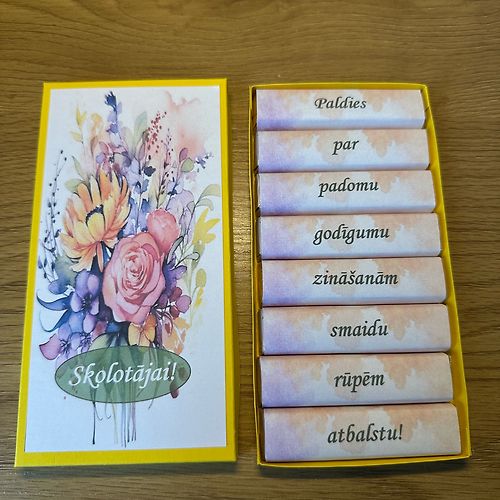 Skolotājai!
Paldies
par
padomu
godīgumu
zināšanām
smaidu
rūpēm
atbalstu!